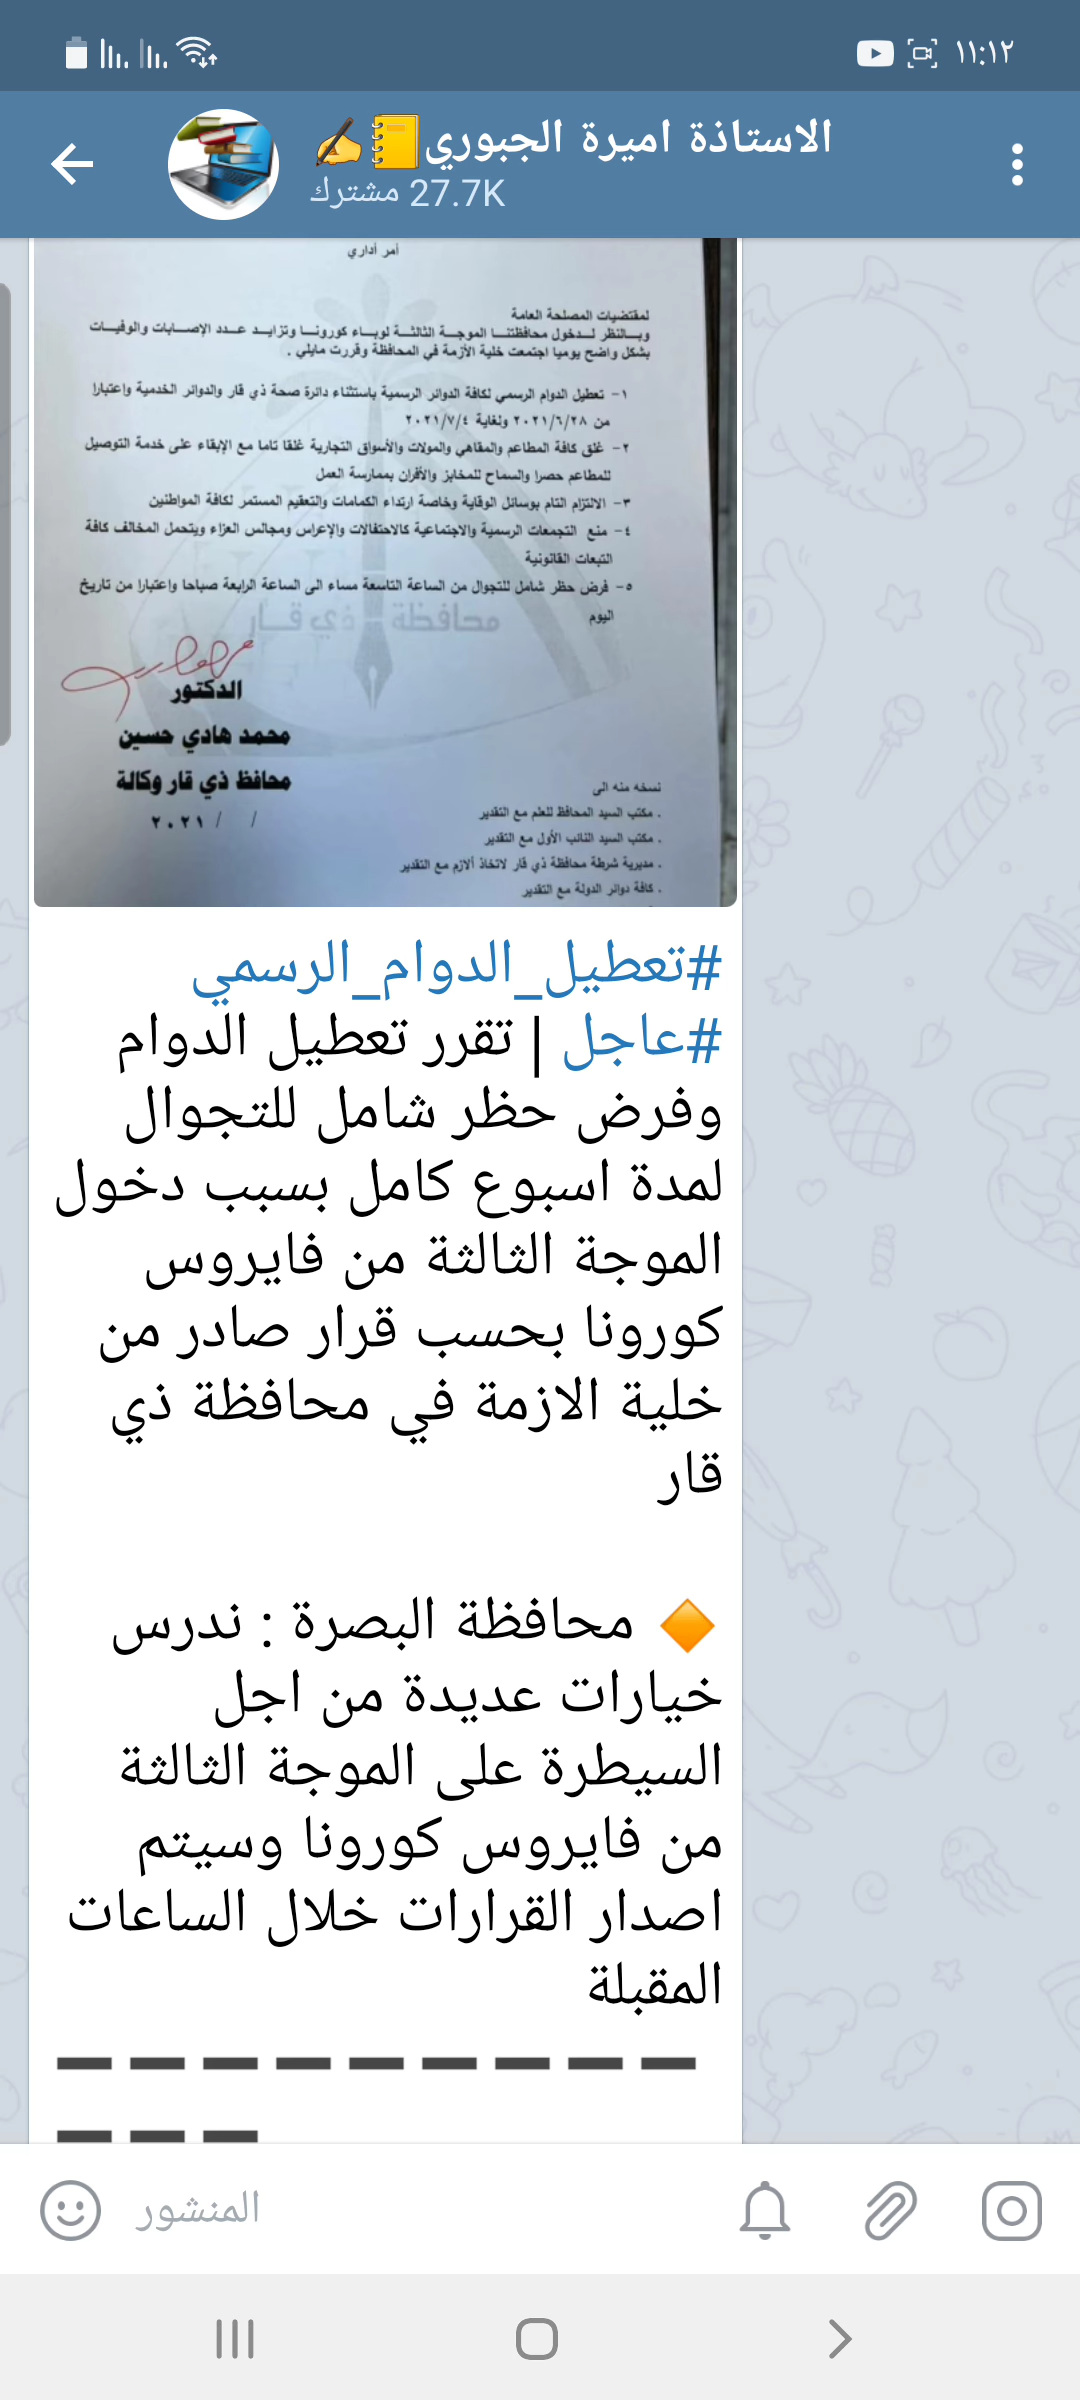 ١١:١٢
الاستاذة اميرة الجبوري📒✍
27.7K مشترك
أمر أداري
لمقتضيات المصلحة العامة
وبالنظر لدخول محافظتنا الموجة الثالثة لوباء كورونا وتزايد عدد الإصابات والوفيات
بشكل واضح يوميا اجتمعت خلية الأزمة في المحافظة وقررت مايلي .
١- تعطيل الدوام الرسمي لكافة الدوائر الرسمية باستثناء دائرة صحة ذي قار والدوائر الخدمية واعتبارا
من ٢٠٢١/٦/٢٨ ولغاية ٢٠٢١/٧/٤
٢- غلق كافة المطاعم والمقاهي والمولات والأسواق التجارية غلقا تاما مع الإبقاء على خدمة التوصيل
للمطاعم حصرا والسماح للمخابز والأفران بممارسة العمل
٣- الالتزام التام بوسائل الوقاية وخاصة ارتداء الكمامات والتعقيم المستمر لكافة المواطنين
٤- منع التجمعات الرسمية والاجتماعية كالاحتفالات والإعراس ومجالس العزاء ويتحمل المخالف كافة
التبعات القانونية
٥- فرض حظر شامل للتجوال من الساعة التاسعة مساء الى الساعة الرابعة صباحا واعتبارا من تاريخ
اليوم
محافظة ذي قار
الدكتور
محمد هادي حسين
محافظ ذي قار وكالة
/ / ٢٠٢١
نسخه منه الى
. مكتب السيد المحافظ للعلم مع التقدير
. مكتب السيد النائب الأول مع التقدير
. مديرية شرطة محافظة ذي قار لاتخاذ ألازم مع التقدير
. كافة دوائر الدولة مع التقدير
#تعطيل_الدوام_الرسمي
#عاجل | تقرر تعطيل الدوام
وفرض حظر شامل للتجوال
لمدة اسبوع كامل بسبب دخول
الموجة الثالثة من فايروس
كورونا بحسب قرار صادر من
خلية الازمة في محافظة ذي
قار
🔶 محافظة البصرة : ندرس
خيارات عديدة من اجل
السيطرة على الموجة الثالثة
من فايروس كورونا وسيتم
اصدار القرارات خلال الساعات
المقبلة
المنشور